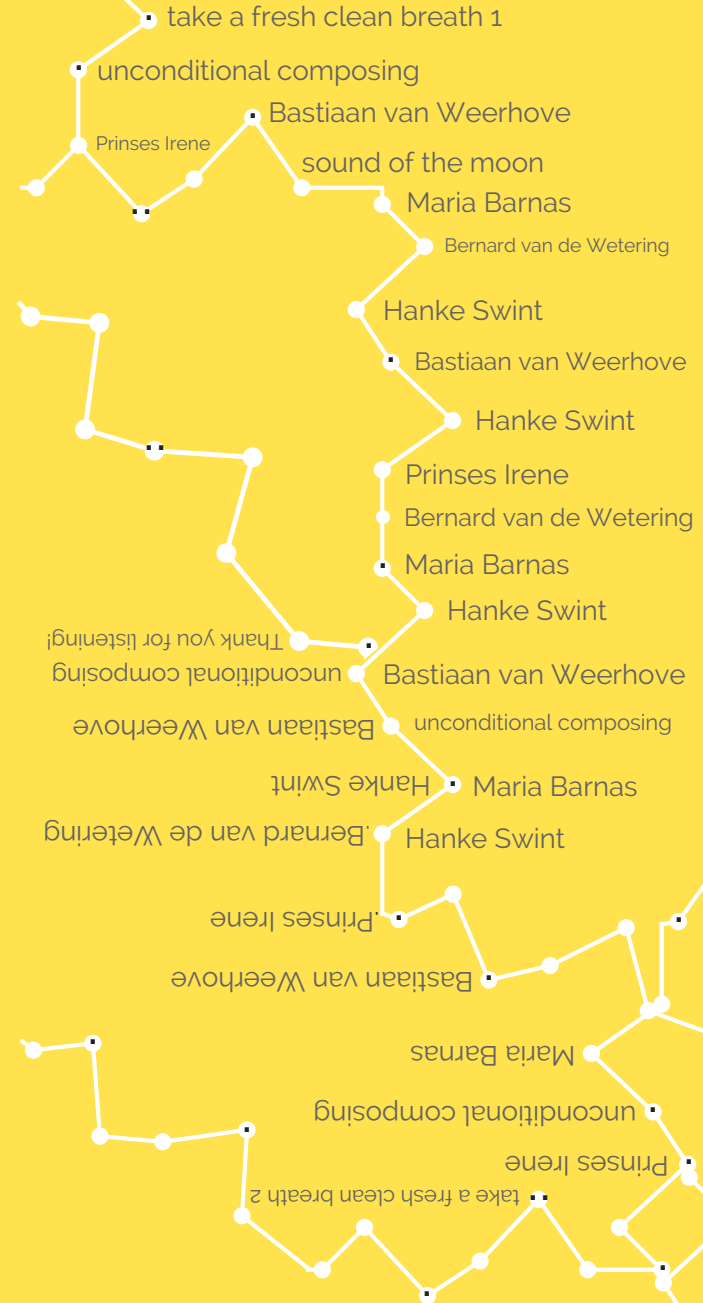 take a fresh clean breath 1
unconditional composing
Prinses Irene
Bastiaan van Weerhove
sound of the moon
Maria Barnas
Bernard van de Wetering
Hanke Swint
Bastiaan van Weerhove
Hanke Swint
Prinses Irene
Bernard van de Wetering
Maria Barnas
Hanke Swint
Bastiaan van Weerhove
unconditional composing
Maria Barnas
Hanke Swint
take a fresh clean breath 2
Prinses Irene
unconditional composing
Maria Barnas
Bastiaan van Weerhove
.Prinses Irene
.Bernard van de Wetering
Hanke Swint
Bastiaan van Weerhove
unconditional composing
Thank you for listening!